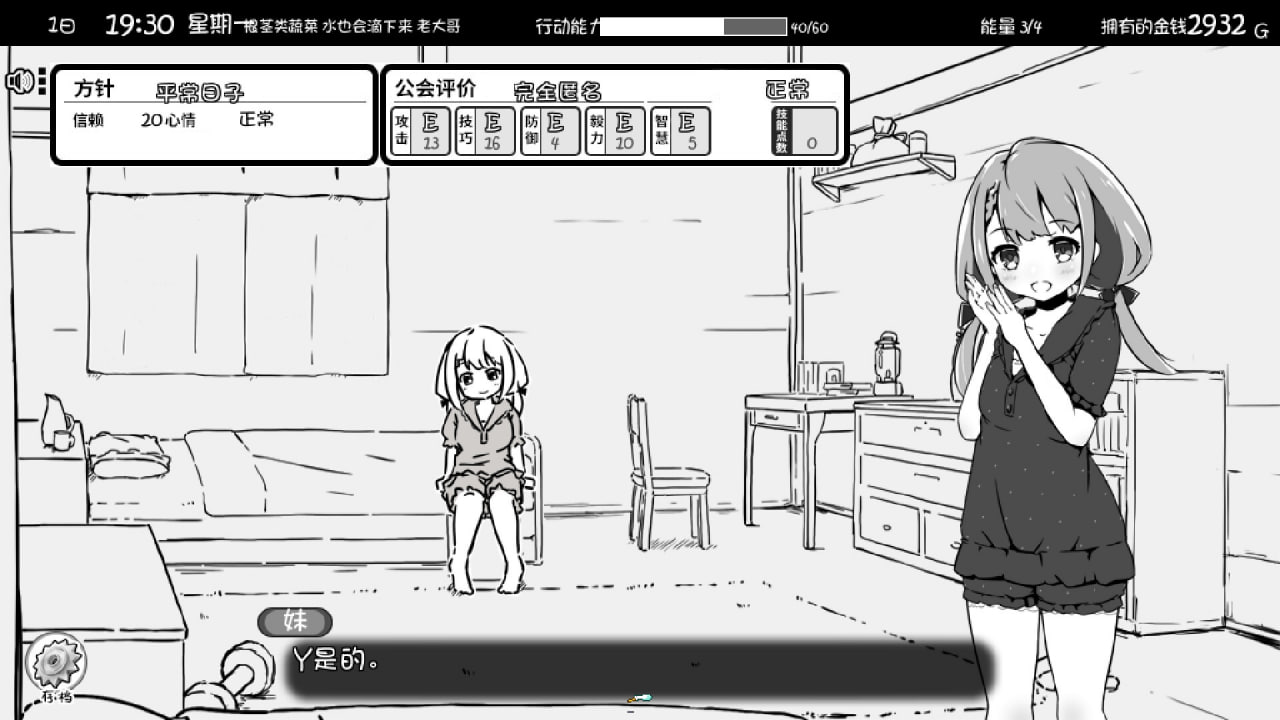 1日 19:30 星期一 根茎类蔬菜 水也会滴下来 老大哥 行动能力 40/60 能量 3/4 拥有的金钱2932 G
方针 平常日子
信赖 20心情 正常
公会评价 完全匿名 正常
攻击 E 13 技巧 E 16 防御 E 4 毅力 E 10 智慧 E 5 技能点数 0
妹
Y是的。
存档